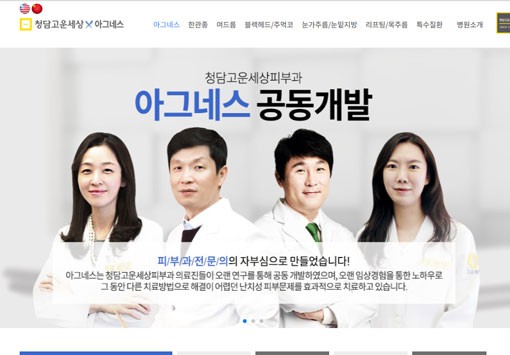 청담고운세상 아그네스
아그네스 한관종 여드름 블랙헤드/주먹코 눈가주름/눈밑지방 리프팅/목주름 특수질환 병원소개
청담고운세상피부과
아그네스 공동개발
피/부/과/전/문/의의 자부심으로 만들었습니다!
아그네스는 청담고운세상피부과 의료진들이 오랜 연구를 통해 공동 개발하였으며, 오랜 임상경험을 통한 노하우로
그 동안 다른 치료방법으로 해결이 어렵던 난치성 피부문제를 효과적으로 치료하고 있습니다.